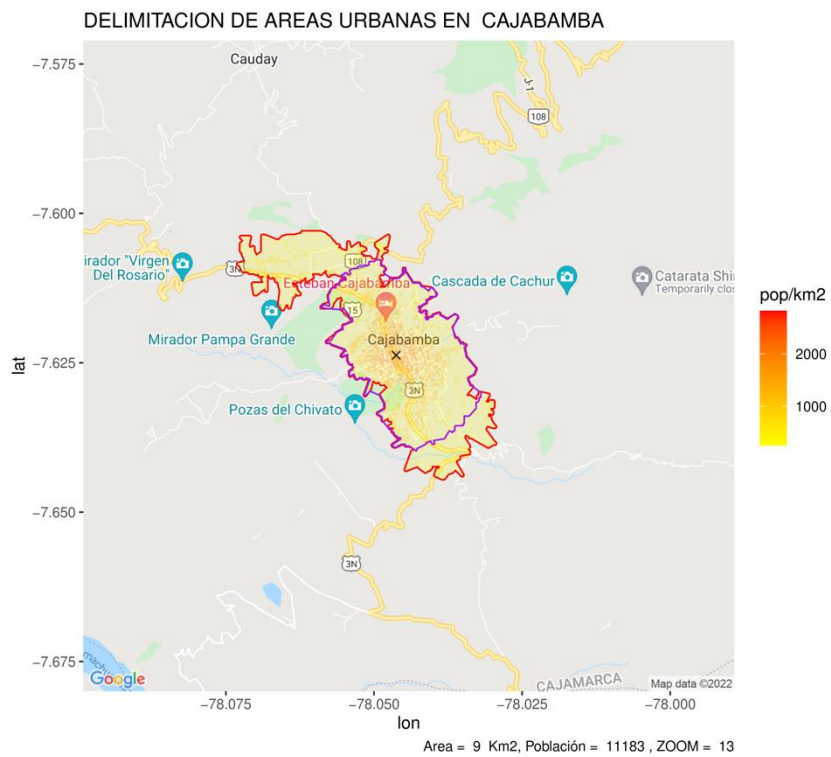 DELIMITACION DE AREAS URBANAS EN  CAJABAMBA
Cauday
J-1
108
-7.575
-7.600
irador "Virgen
Del Rosario"
3N
108
Cascada de Cachur
Catarata Shi
Temporarily clos
Esteban Cajabamba
15
Mirador Pampa Grande
Cajabamba
-7.625
3N
Pozas del Chivato
-7.650
3N
-7.675
Google
CAJAMARCA
Map data ©2022
lat
-78.075
-78.050
-78.025
-78.000
lon
pop/km2
2000
1000
Area =  9  Km2, Población =  11183 , ZOOM =  13